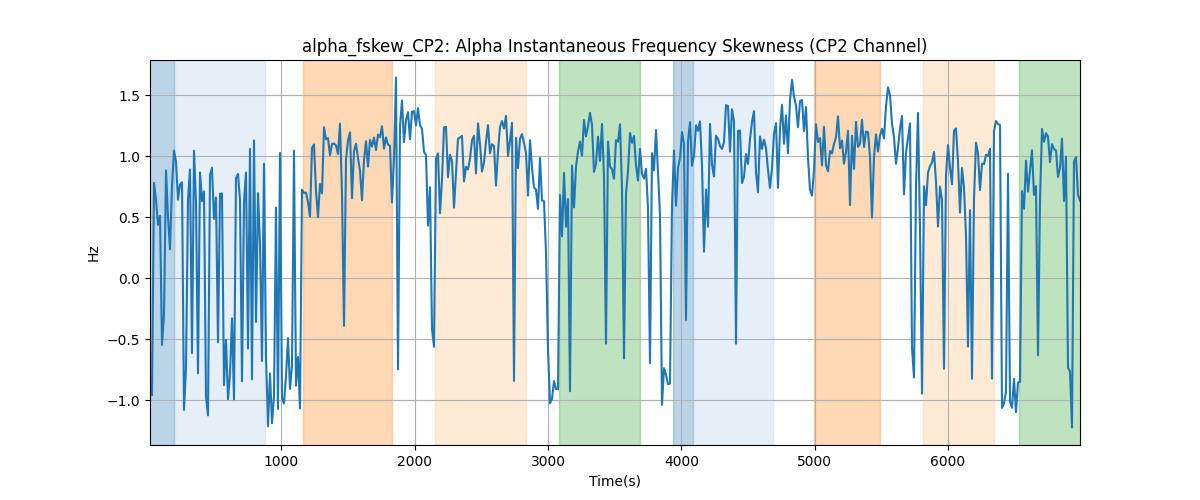 alpha_fskew_CP2: Alpha Instantaneous Frequency Skewness (CP2 Channel)
1.5
1.0
0.5
0.0
−0.5
−1.0
Hz
1000 2000 3000 4000 5000 6000
Time(s)